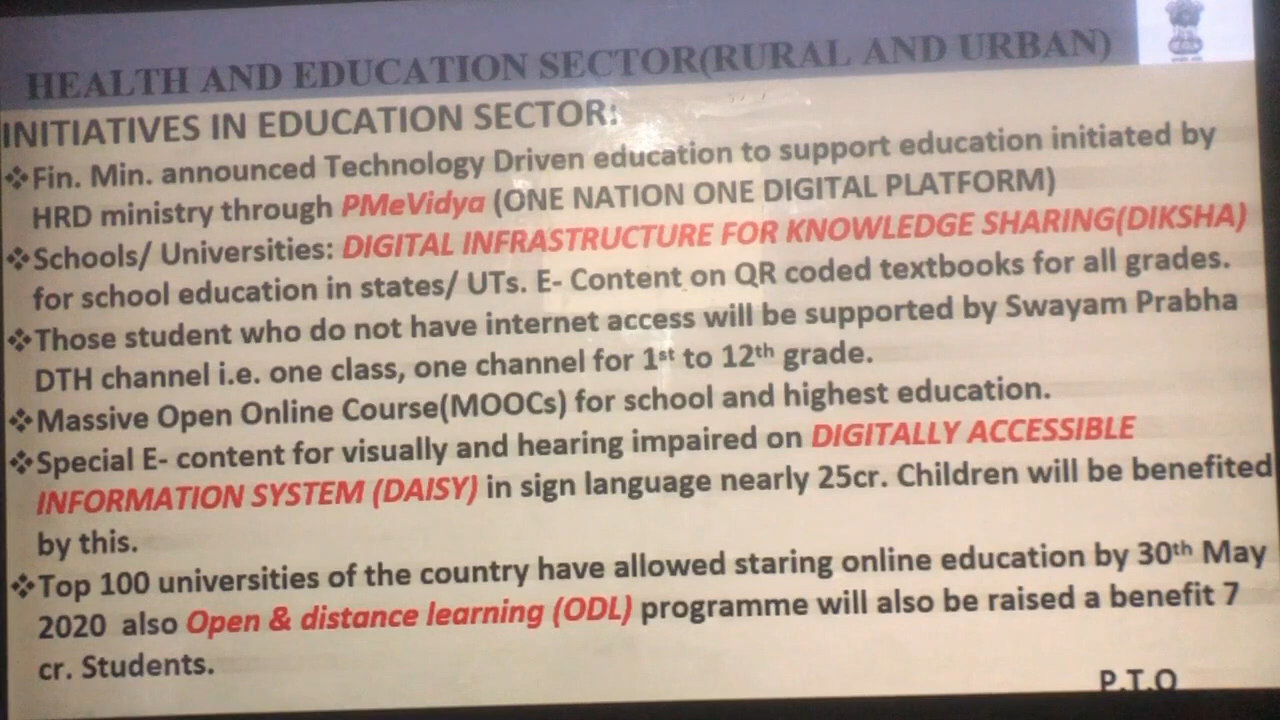 HEALTH AND EDUCATION SECTOR(RURAL AND URBAN)
INITIATIVES IN EDUCATION SECTOR:
❖Fin. Min. announced Technology Driven education to support education initiated by
HRD ministry through PMeVidya (ONE NATION ONE DIGITAL PLATFORM)
❖Schools/ Universities: DIGITAL INFRASTRUCTURE FOR KNOWLEDGE SHARING(DIKSHA)
for school education in states/ UTs. E- Content on QR coded textbooks for all grades.
❖Those student who do not have internet access will be supported by Swayam Prabha
DTH channel i.e. one class, one channel for 1st to 12th grade.
❖Massive Open Online Course(MOOCs) for school and highest education.
❖Special E- content for visually and hearing impaired on DIGITALLY ACCESSIBLE
INFORMATION SYSTEM (DAISY) in sign language nearly 25cr. Children will be benefited
by this.
❖Top 100 universities of the country have allowed staring online education by 30th May
2020 also Open & distance learning (ODL) programme will also be raised a benefit 7
cr. Students.
P.T.O